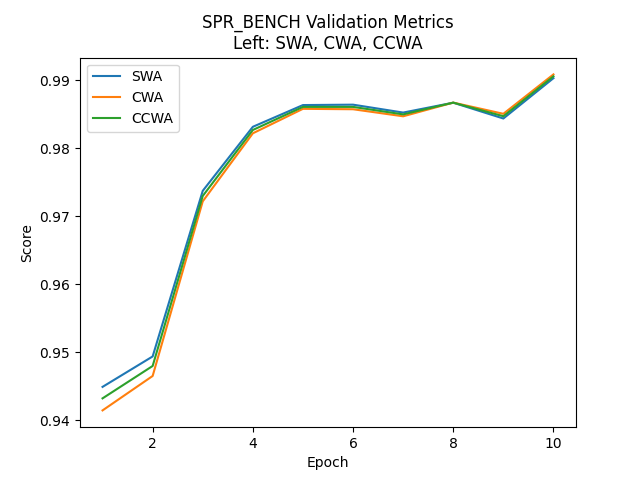 SPR_BENCH Validation Metrics
Left: SWA, CWA, CCWA
SWA
CWA
CCWA
0.99
0.98
0.97
0.96
0.95
0.94
Score
2 4 6 8 10
Epoch